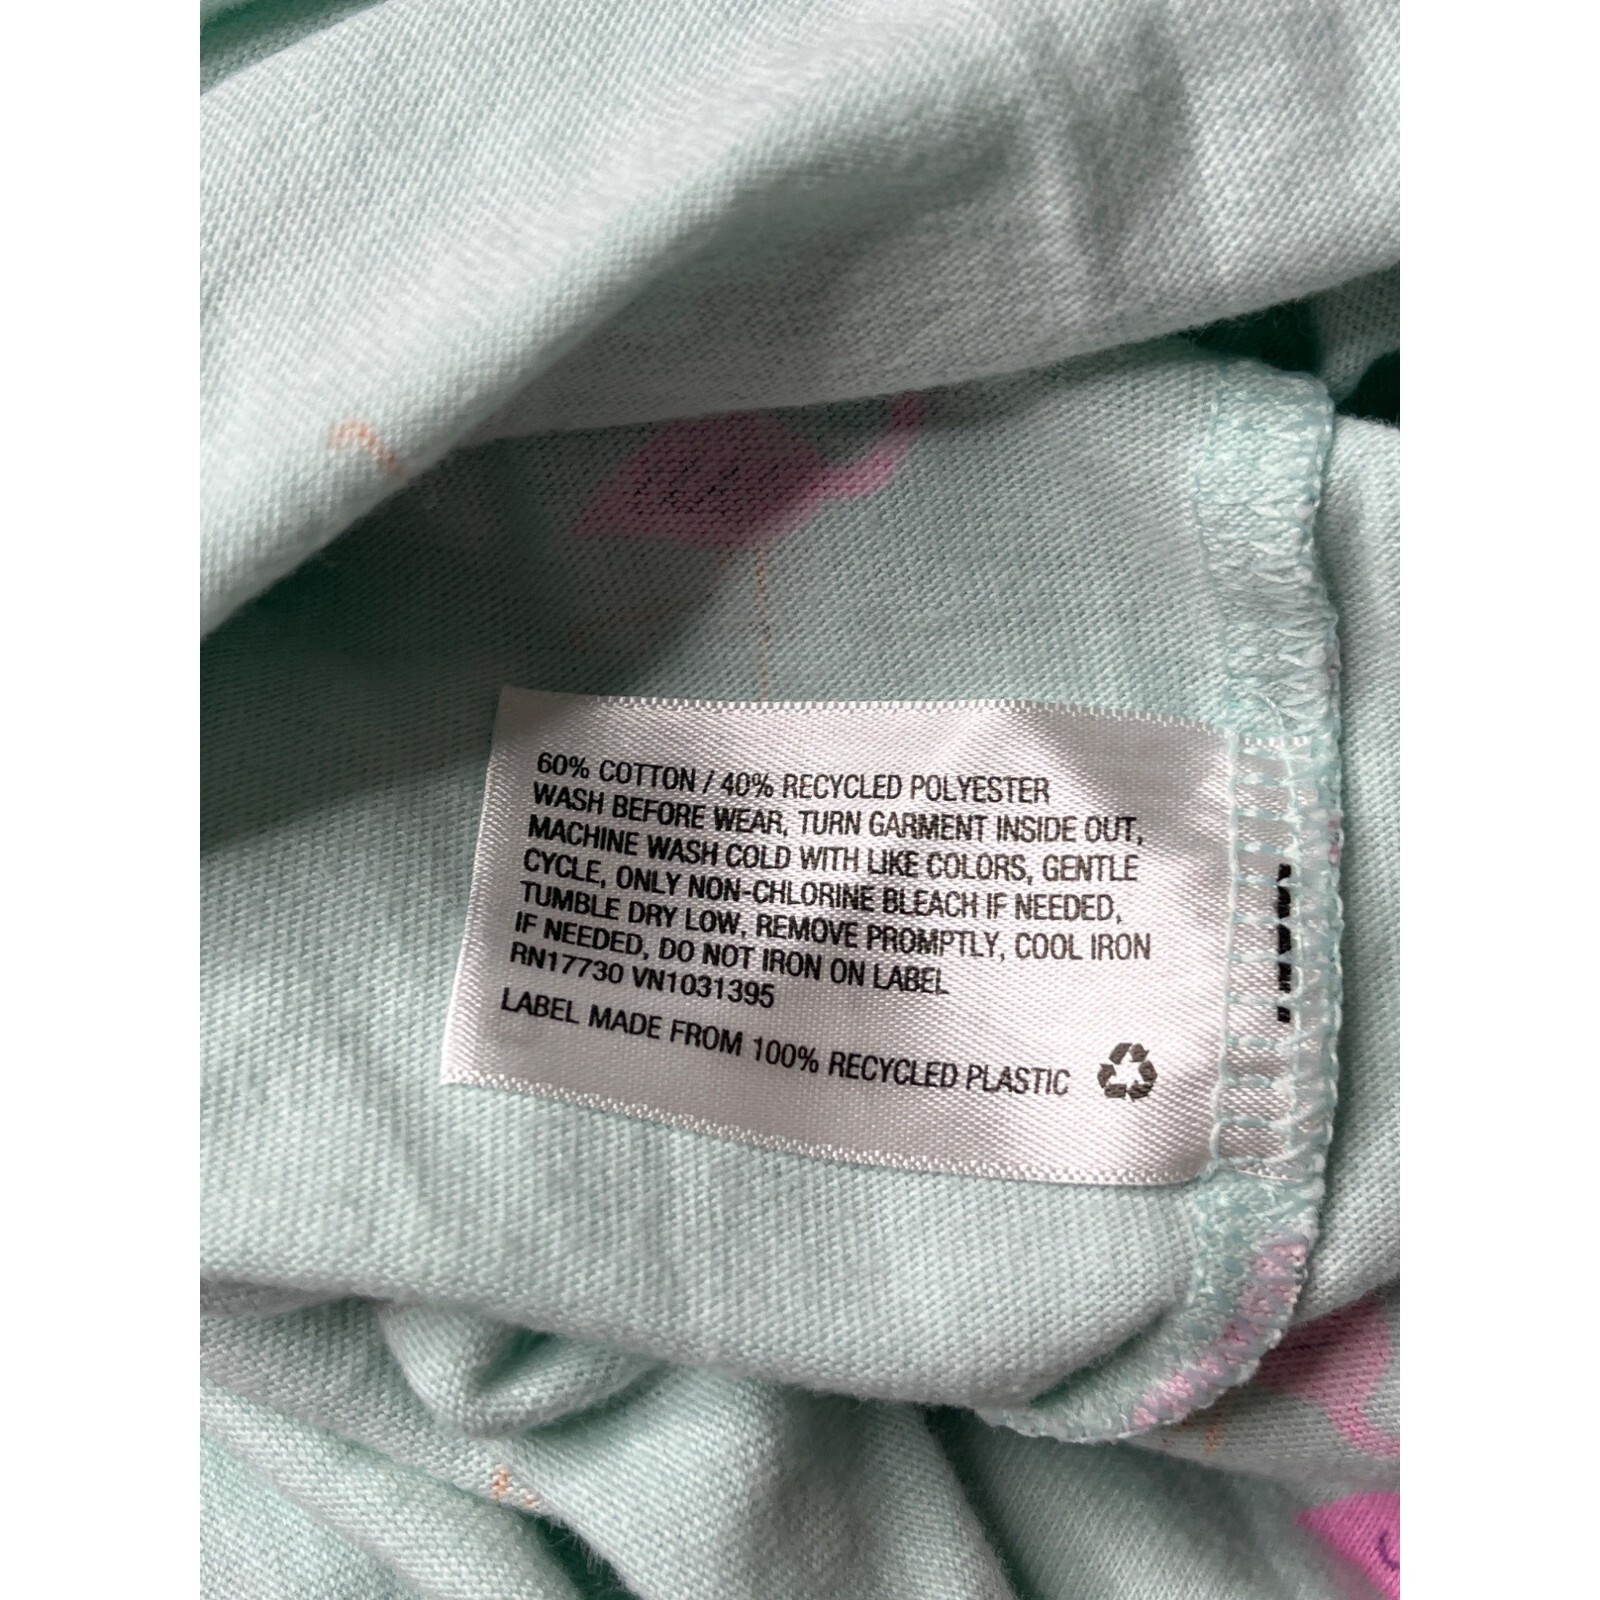 60% COTTON / 40% RECYCLED POLYESTER
WASH BEFORE WEAR, TURN GARMENT INSIDE OUT,
MACHINE WASH COLD WITH LIKE COLORS, GENTLE
CYCLE, ONLY NON-CHLORINE BLEACH IF NEEDED,
TUMBLE DRY LOW, REMOVE PROMPTLY, COOL IRON
IF NEEDED, DO NOT IRON ON LABEL
RN17730 VN1031395
LABEL MADE FROM 100% RECYCLED PLASTIC